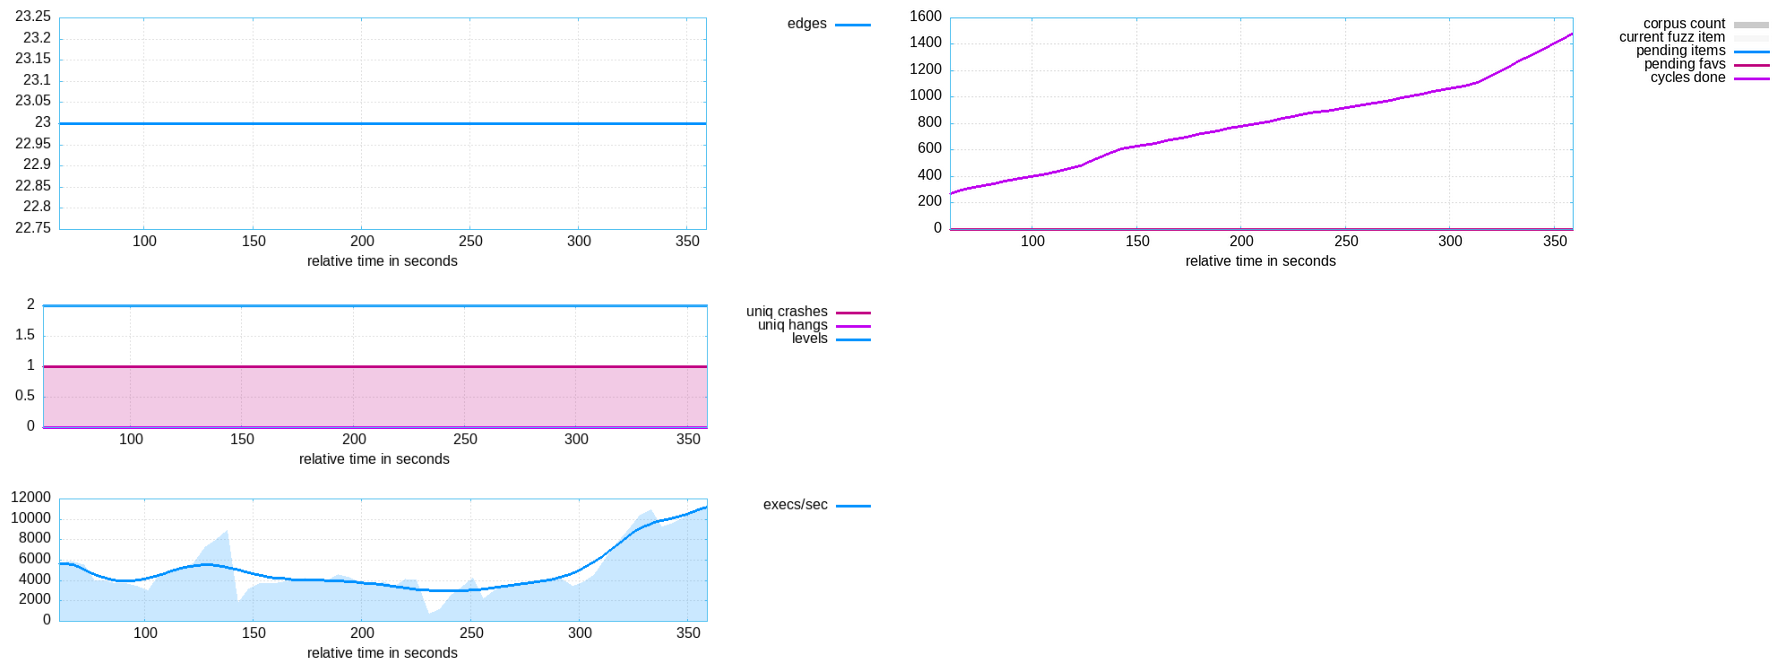 23.25
23.2
23.15
23.1
23.05
23
22.95
22.9
22.85
22.8
22.75
100 150 200 250 300 350
relative time in seconds
edges
1600
1400
1200
1000
800
600
400
200
0
100 150 200 250 300 350
relative time in seconds
corpus count
current fuzz item
pending items
pending favs
cycles done
2
1.5
1
0.5
0
100 150 200 250 300 350
relative time in seconds
uniq crashes
uniq hangs
levels
12000
10000
8000
6000
4000
2000
0
100 150 200 250 300 350
relative time in seconds
execs/sec